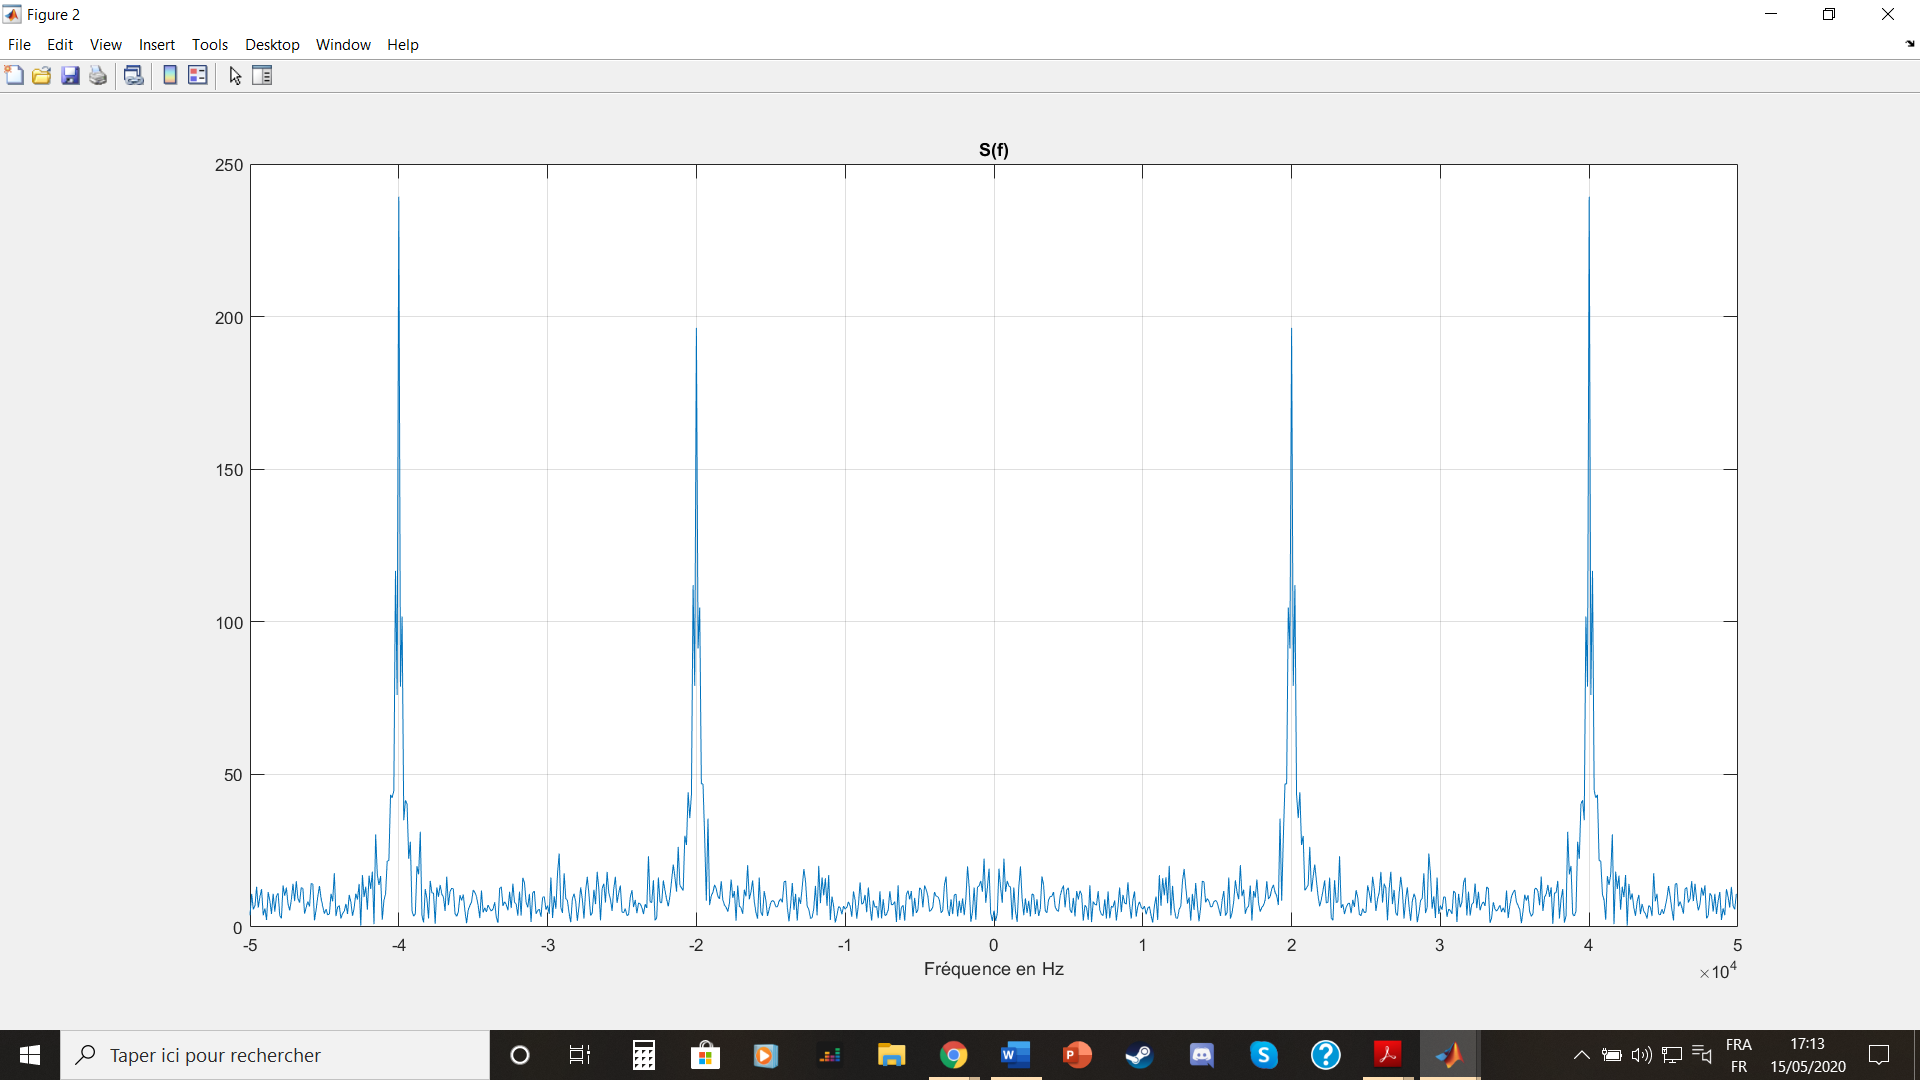 Figure 2
File Edit View Insert Tools Desktop Window Help
S(f)
250
200
150
100
50
0
-5 -4 -3 -2 -1 0 1 2 3 4 5
Fréquence en Hz
×10^4
Taper ici pour rechercher
FRA
FR
17:13
15/05/2020